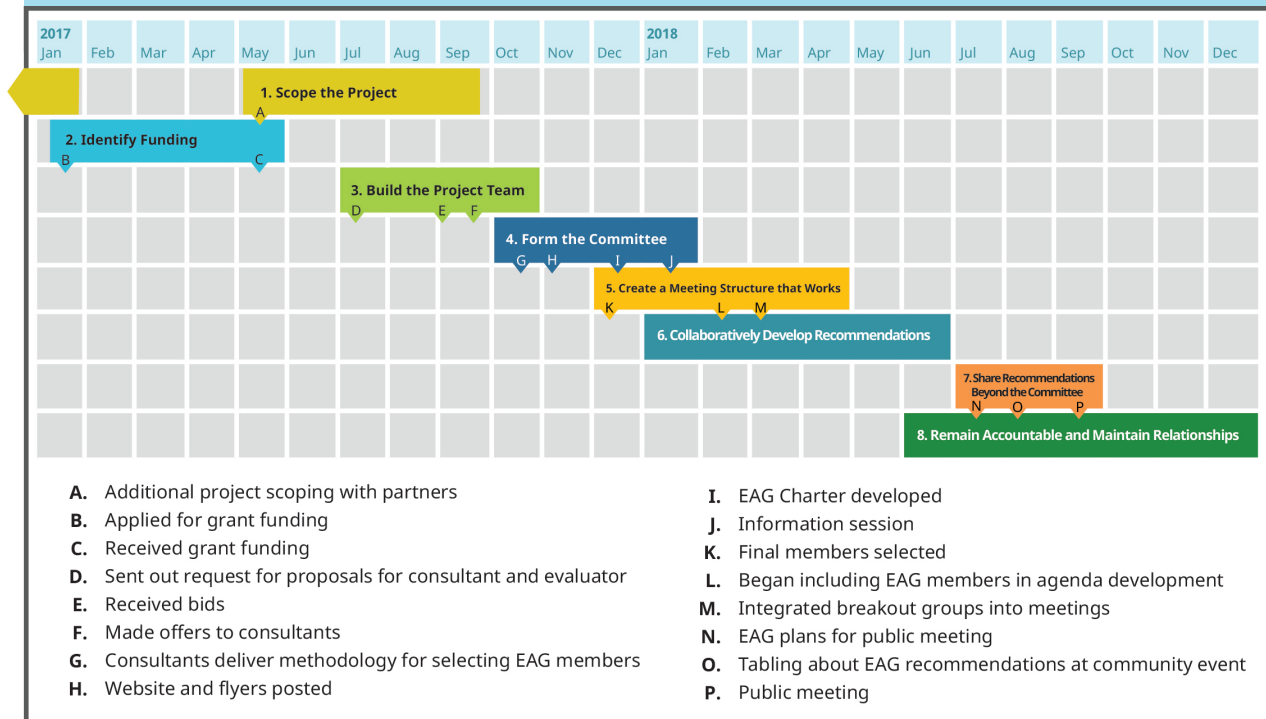 2017 2018
Jan Feb Mar Apr May Jun Jul Aug Sep Oct Nov Dec Jan Feb Mar Apr May Jun Jul Aug Sep Oct Nov Dec
1. Scope the Project
A
2. Identify Funding
B C
3. Build the Project Team
D E F
4. Form the Committee
G H I J
5. Create a Meeting Structure that Works
K L M
6. Collaboratively Develop Recommendations
7. Share Recommendations
Beyond the Committee
N O P
8. Remain Accountable and Maintain Relationships
A. Additional project scoping with partners
B. Applied for grant funding
C. Received grant funding
D. Sent out request for proposals for consultant and evaluator
E. Received bids
F. Made offers to consultants
G. Consultants deliver methodology for selecting EAG members
H. Website and flyers posted
I. EAG Charter developed
J. Information session
K. Final members selected
L. Began including EAG members in agenda development
M. Integrated breakout groups into meetings
N. EAG plans for public meeting
O. Tabling about EAG recommendations at community event
P. Public meeting